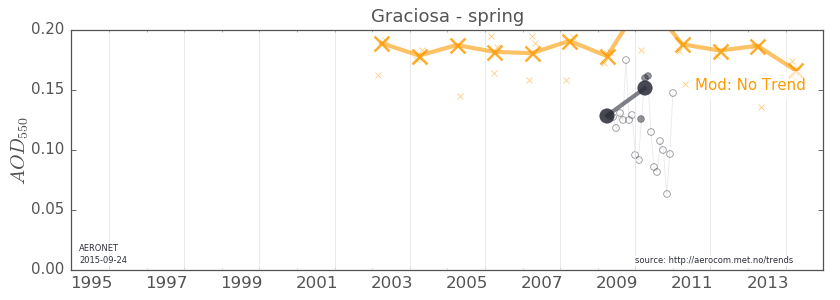 Graciosa - spring
0.20
0.15
0.10
0.05
0.00
AOD550
Mod: No Trend
AERONET
2015-09-24
source: http://aerocom.met.no/trends
1995 1997 1999 2001 2003 2005 2007 2009 2011 2013